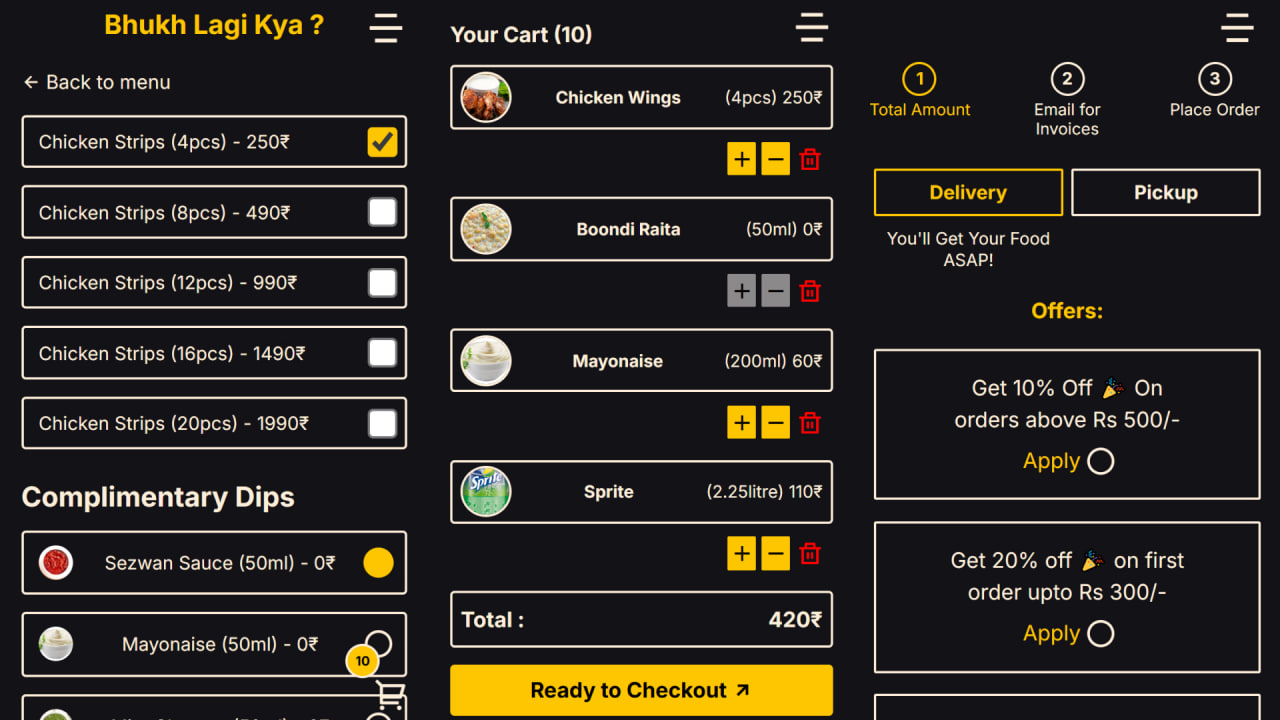 Bhukh Lagi Kya ?
← Back to menu
Chicken Strips (4pcs) - 250₹
Chicken Strips (8pcs) - 490₹
Chicken Strips (12pcs) - 990₹
Chicken Strips (16pcs) - 1490₹
Chicken Strips (20pcs) - 1990₹
Complimentary Dips
Sezwan Sauce (50ml) - 0₹
Mayonaise (50ml) - 0₹
10
Your Cart (10)
Chicken Wings (4pcs) 250₹
+ −
Boondi Raita (50ml) 0₹
+ −
Mayonaise (200ml) 60₹
+ −
Sprite
Sprite (2.25litre) 110₹
+ −
Total : 420₹
Ready to Checkout ↗
1 2 3
Total Amount Email for Place Order
Invoices
Delivery Pickup
You'll Get Your Food
ASAP!
Offers:
Get 10% Off 🎉 On
orders above Rs 500/-
Apply
Get 20% off 🎉 on first
order upto Rs 300/-
Apply